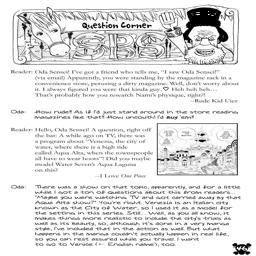 Question Corner
Reader: Oda Sensei! I've got a friend who tells me, "I saw Oda Sensei!"
(via email) Apparently, you were standing by the magazine rack in a
convenience store, perusing a dirty magazine. Well, don't worry about
it. I always figured you were that kinda guy.♡ Heh heh heh...
That's probably how you research Nami's physique, right?!
--Rude Kid User
Oda: How rude!! As if I'd just stand around in the store reading
magazines like that!! How uncouth! I'd buy 'em!!
Reader: Hello, Oda Sensei! A question, right off
the bat: A while ago on TV, there was
a program about "Venezia, the city of
water, where there is a high tide
called Aqua Alta, when the townspeople
all have to wear boots"! Did you maybe
model Water Seven's Aqua Laguna
on this?
--I Love One Piece
Oda: There was a show on that topic, apparently, and for a little
while I got a ton of questions about this from readers...
"Maybe you were watching TV and got carried away by that
Aqua Alta show?" You're right. Venezia is an Italian city
known as the City of Water, so I used it as a model for
the setting in this series. Still... Well, as you all know, it
makes things more realistic to include the city's trials as
well as its beauty, so, although it's done in a very manga
style, I've included that in the action as well. But what
happens in the manga couldn't actually happen in real life,
so you can rest assured while you travel. I want
to go to Venice (← English name), too.